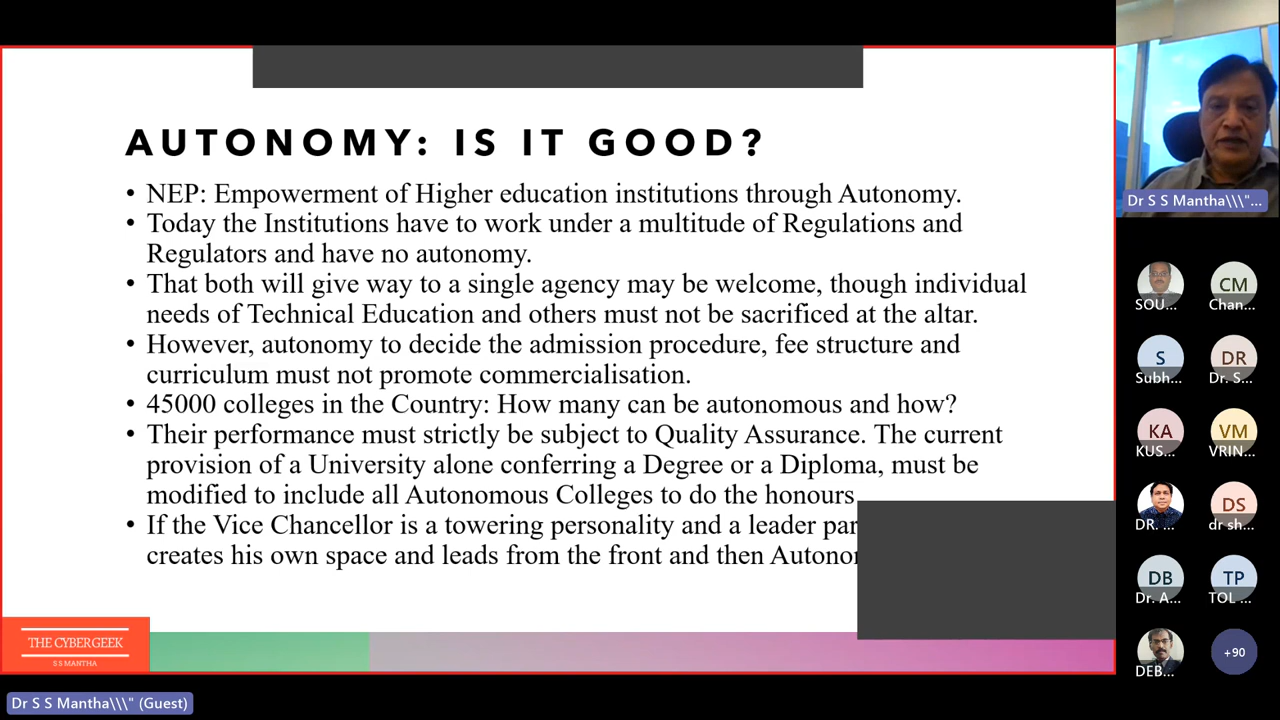 AUTONOMY: IS IT GOOD?
• NEP: Empowerment of Higher education institutions through Autonomy.
• Today the Institutions have to work under a multitude of Regulations and
Regulators and have no autonomy.
• That both will give way to a single agency may be welcome, though individual
needs of Technical Education and others must not be sacrificed at the altar.
• However, autonomy to decide the admission procedure, fee structure and
curriculum must not promote commercialisation.
• 45000 colleges in the Country: How many can be autonomous and how?
• Their performance must strictly be subject to Quality Assurance. The current
provision of a University alone conferring a Degree or a Diploma, must be
modified to include all Autonomous Colleges to do the honours
• If the Vice Chancellor is a towering personality and a leader par
creates his own space and leads from the front and then
THE CYBERGEEK
S S MANTHA
Dr S S Mantha\\\" (Guest)
Dr S S Mantha\\\"...
SOU...
CM
Chan...
S
Subh...
DR
Dr. S...
KA
KUS...
VM
VRIN...
DR. ...
DS
dr sh...
DB
Dr. A...
TP
TOL ...
DEB...
+90